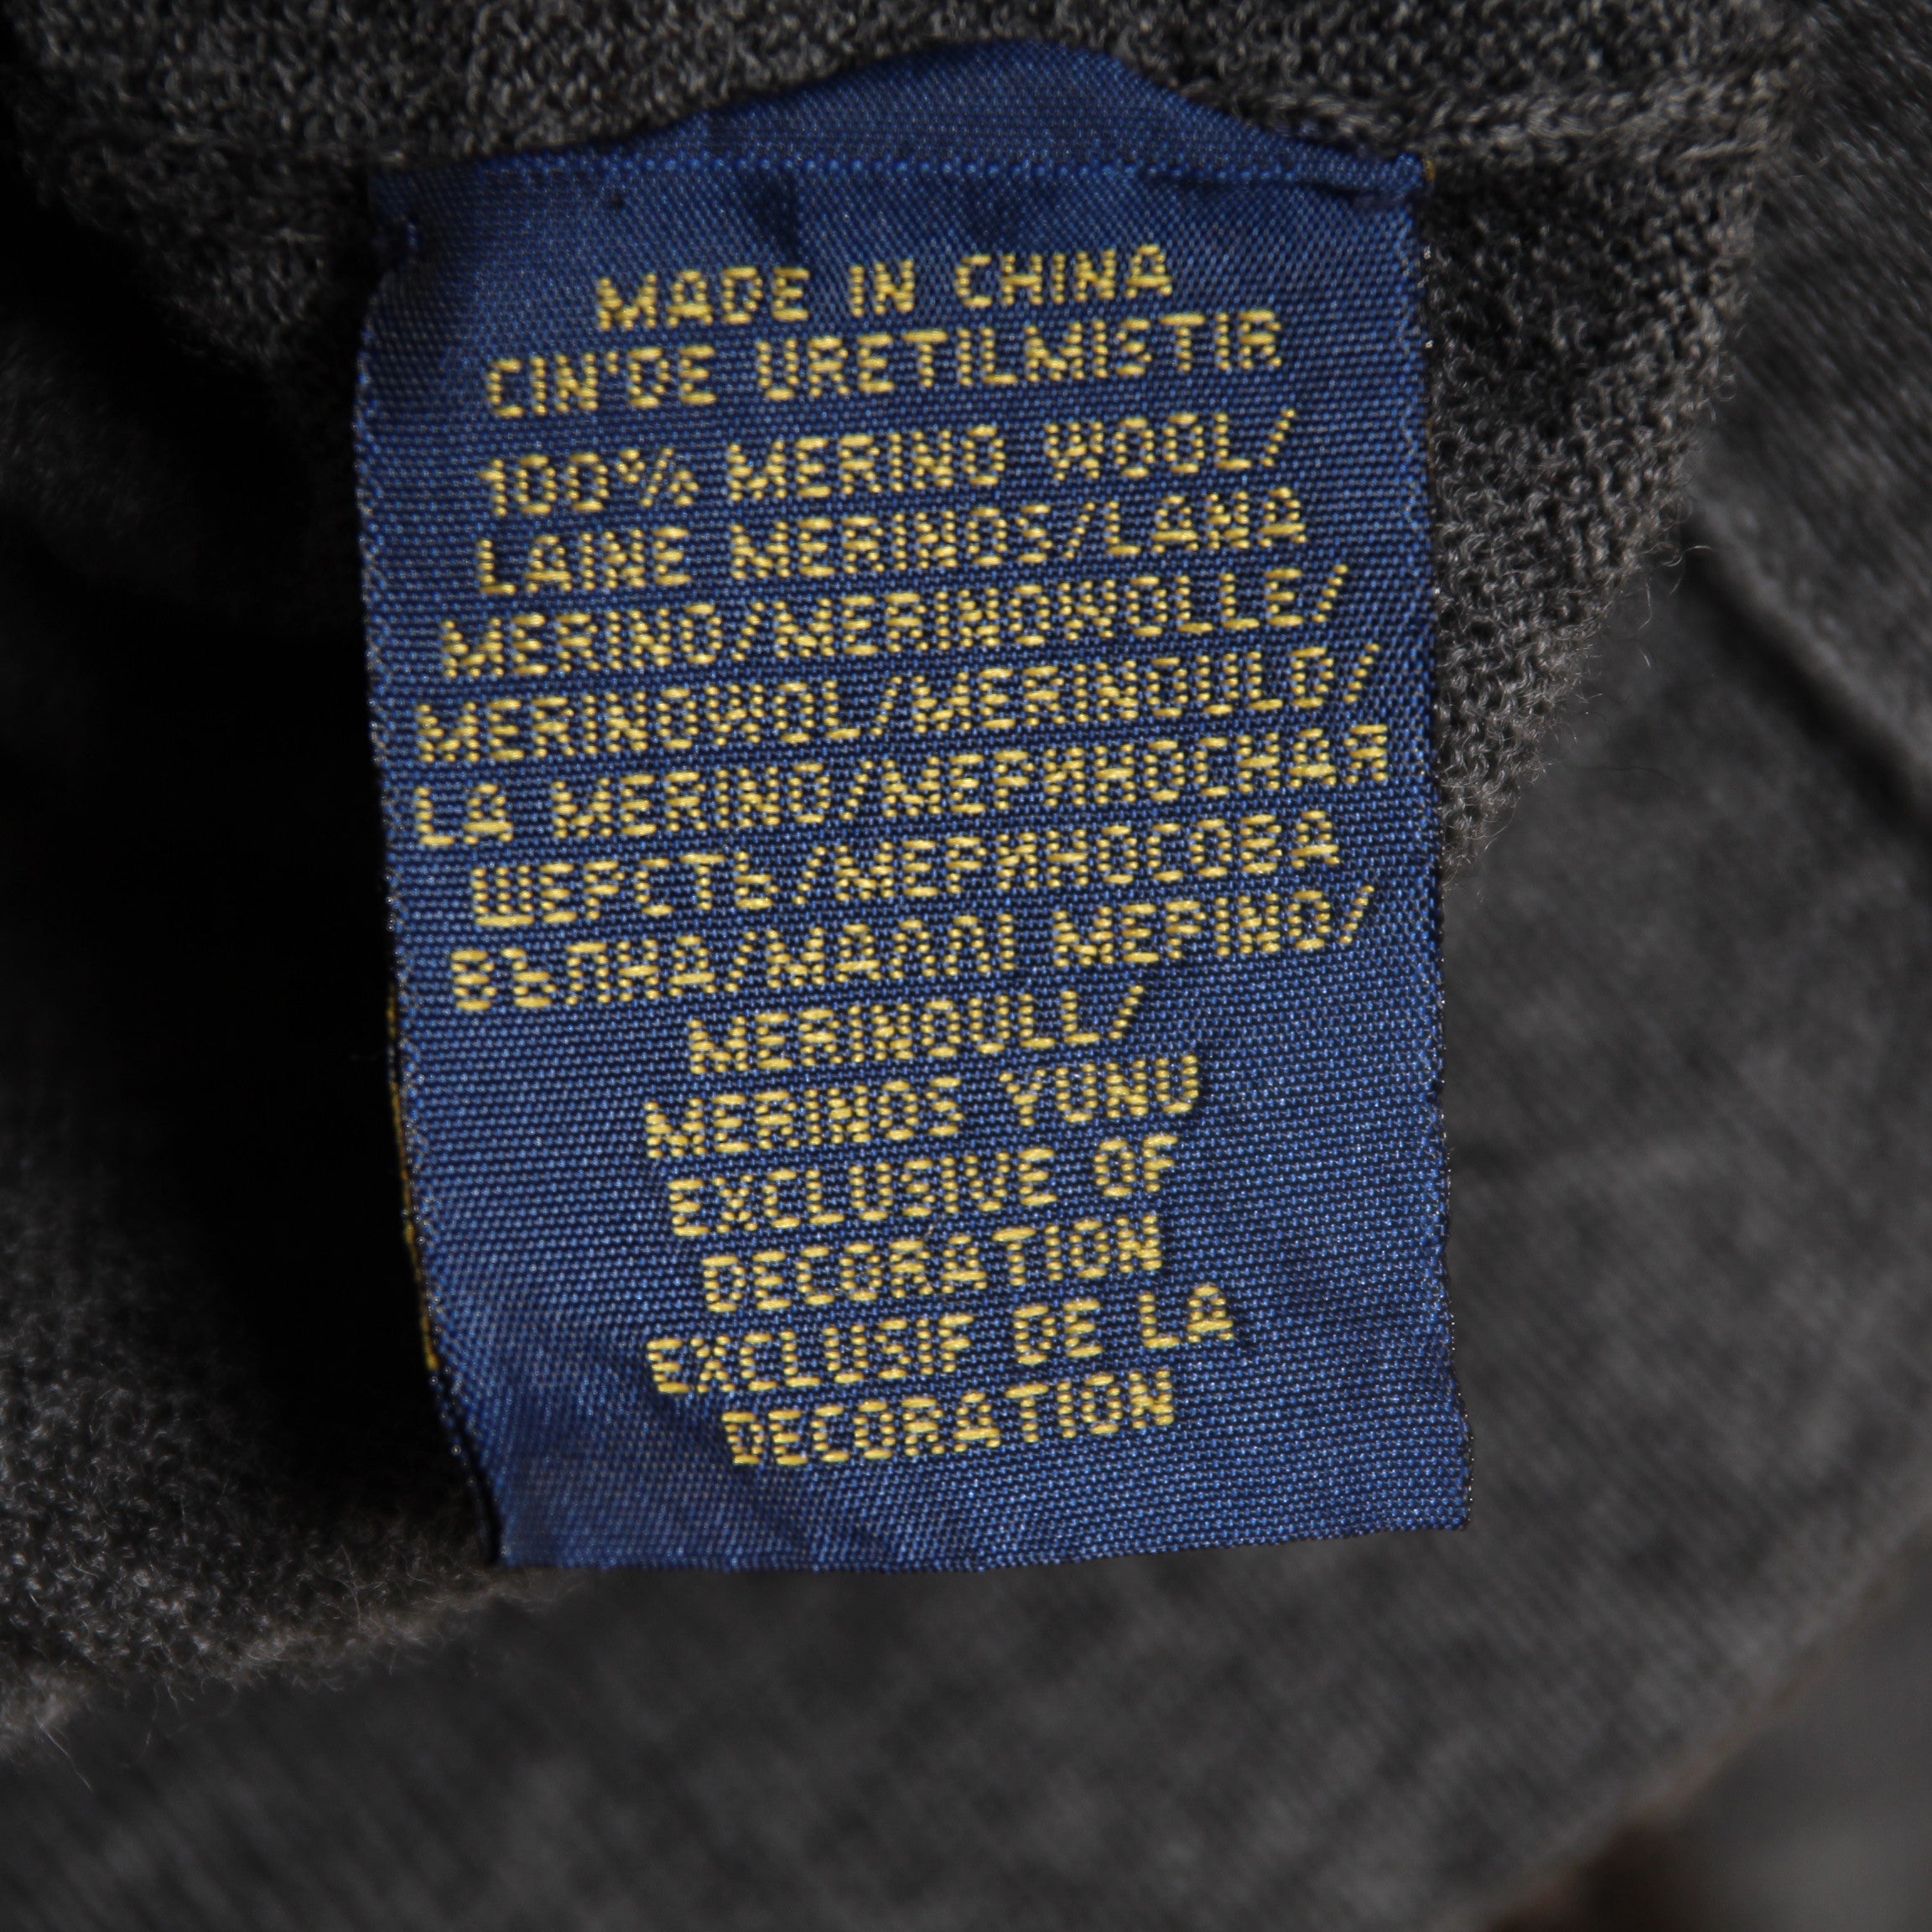 MADE IN CHINA
CIN'DE URETILMISTIR
100% MERINO WOOL/
LAINE MERINOS/LANA
MERINO/MERINOWOLLE/
MERINOWOL/MERINOULD/
LA MERINO/МЕРИНОСНАЯ
ШЕРСТЬ/МЕРИНОСОВА
ВЪЛНА/ΜΑΛΛΙ ΜΕΡΙΝΟ/
MERINOULL/
MERINOS YUNU
EXCLUSIVE OF
DECORATION
EXCLUSIF DE LA
DECORATION